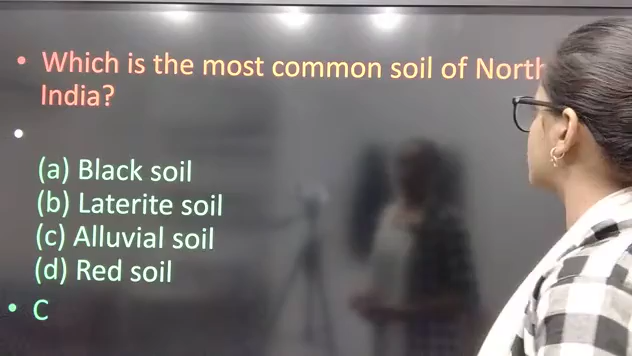 • Which is the most common soil of North
India?
•
(a) Black soil
(b) Laterite soil
(c) Alluvial soil
(d) Red soil
• C